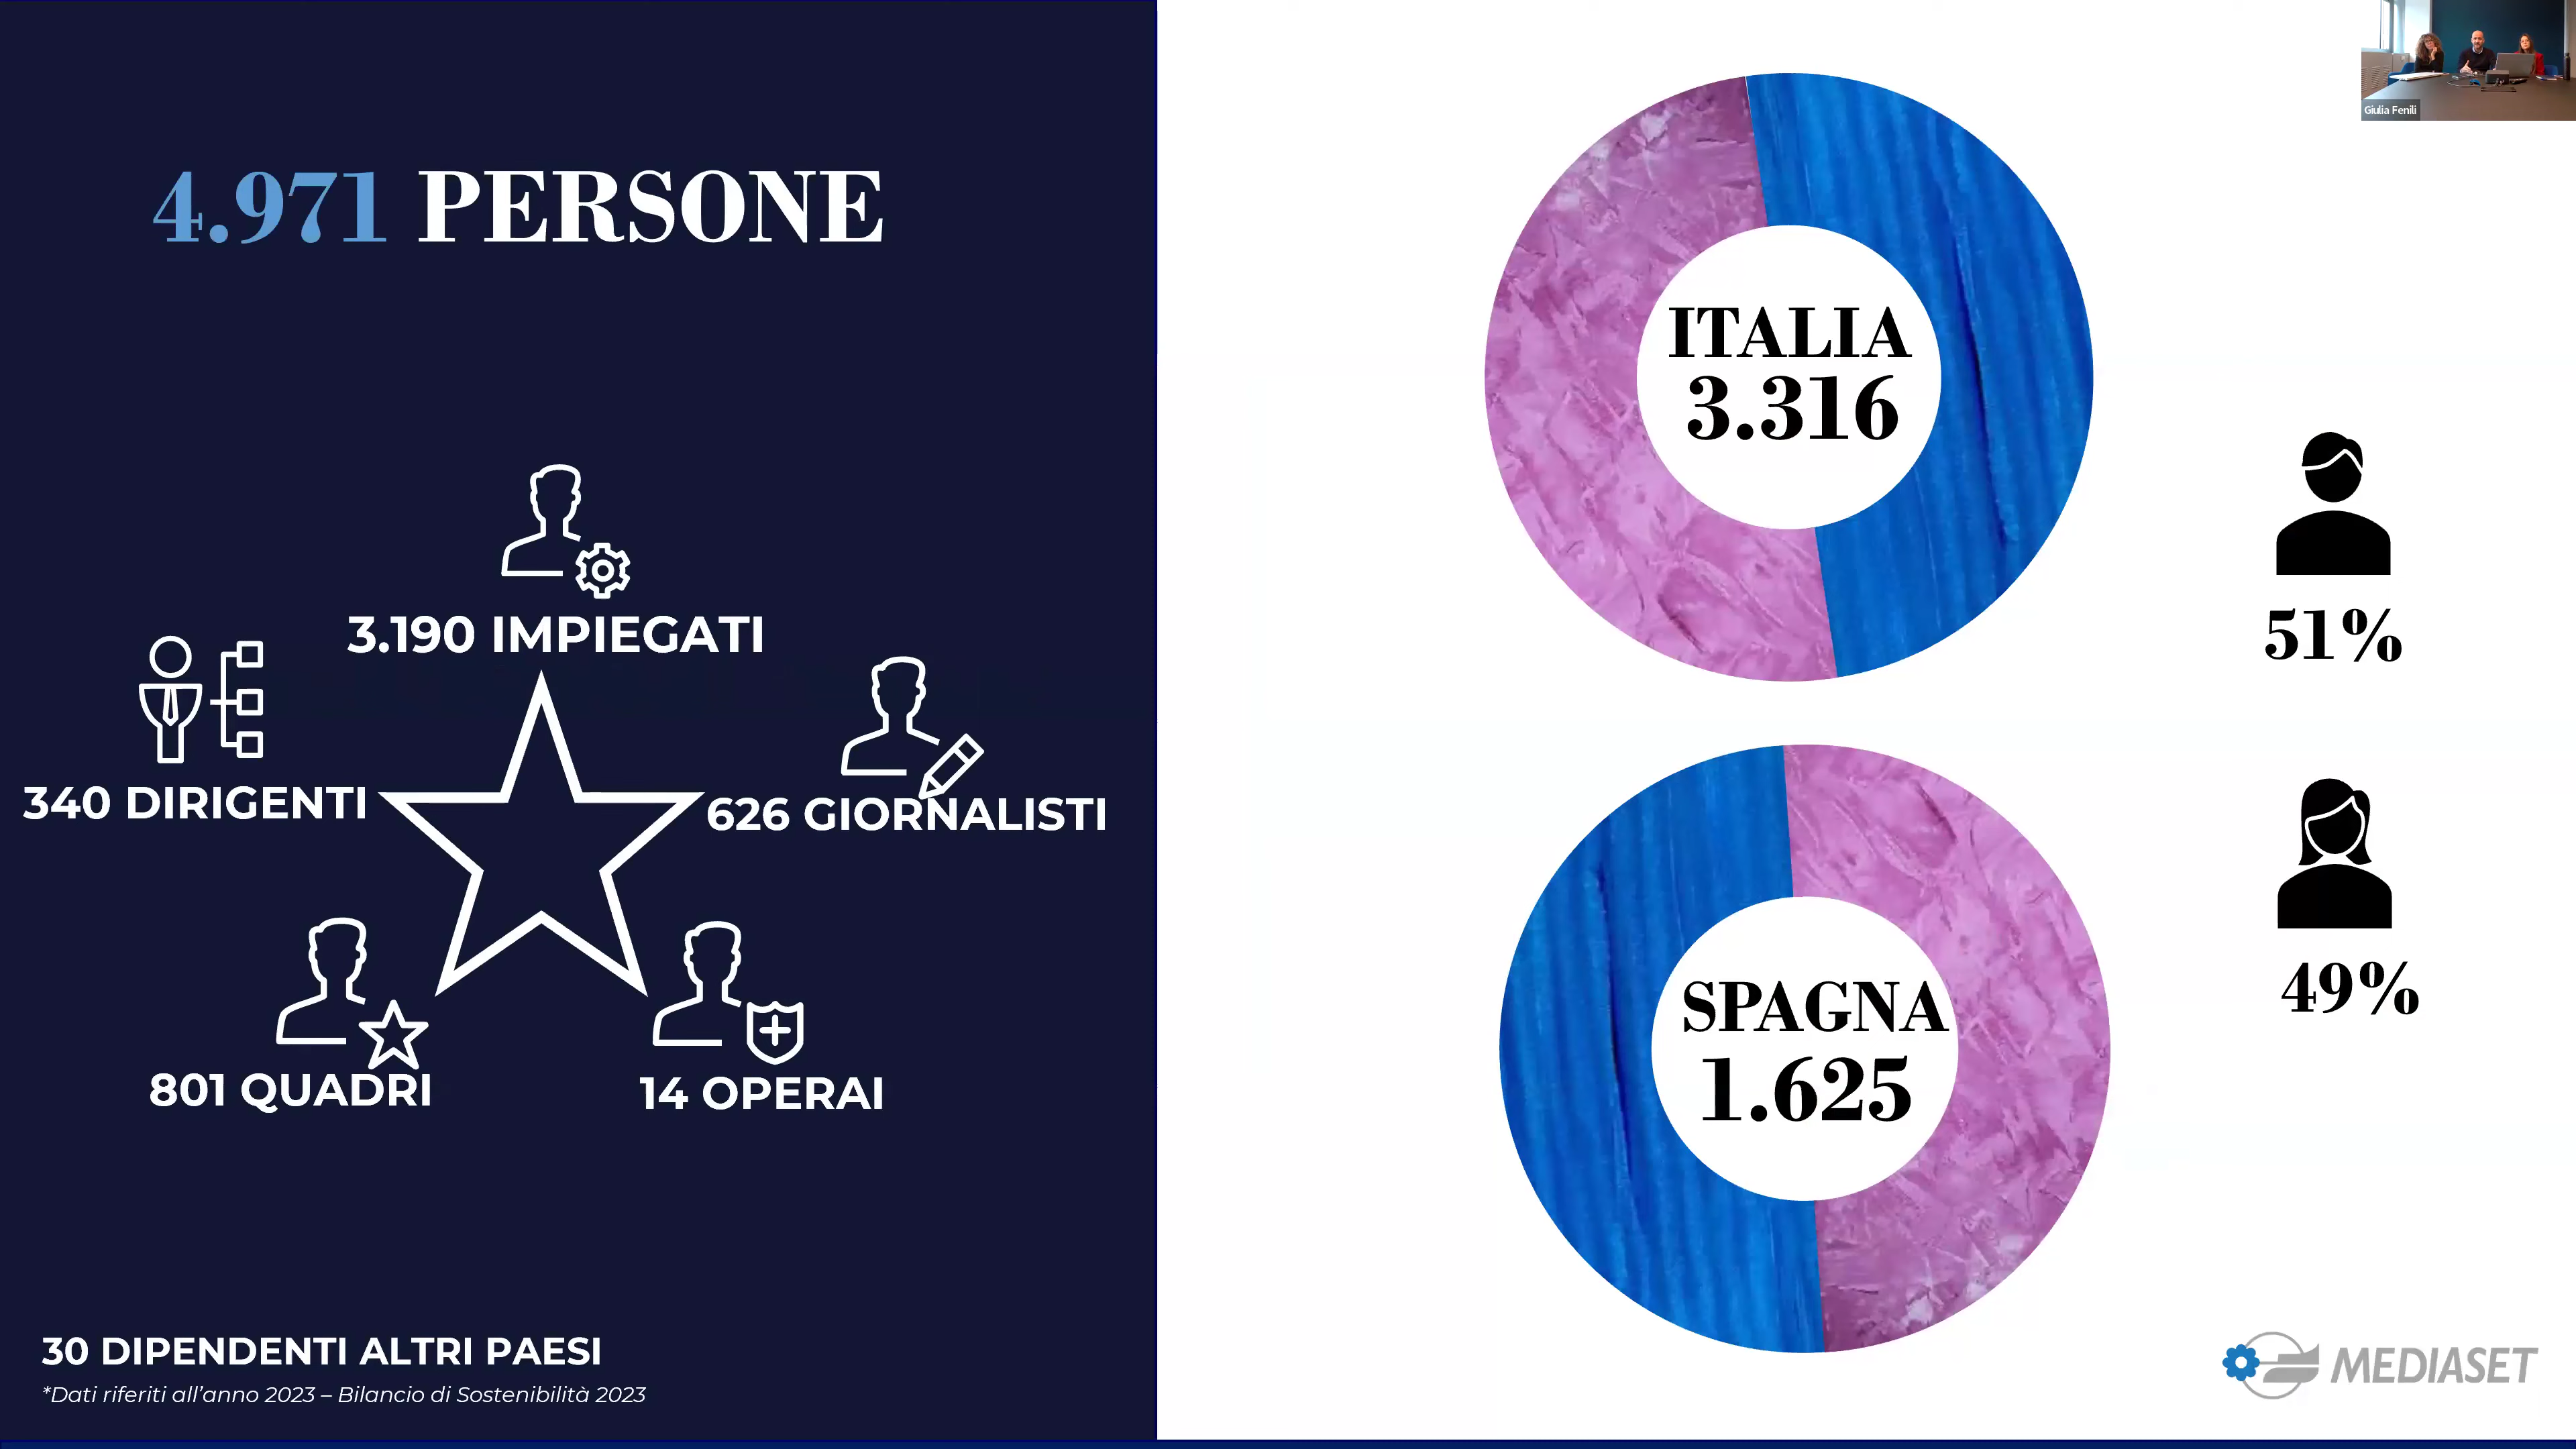 4.971 PERSONE
3.190 IMPIEGATI
340 DIRIGENTI
626 GIORNALISTI
801 QUADRI
14 OPERAI
30 DIPENDENTI ALTRI PAESI
*Dati riferiti all'anno 2023 – Bilancio di Sostenibilità 2023
ITALIA
3.316
SPAGNA
1.625
51%
49%
Giulia Fenili
MEDIASET